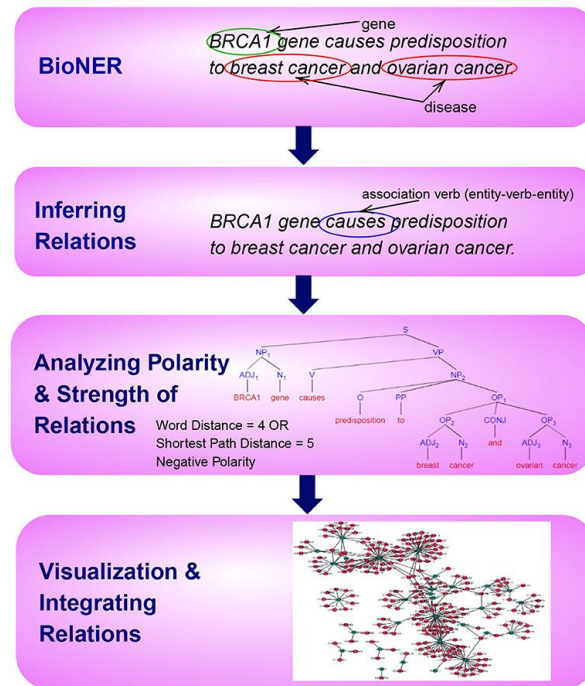 gene
BioNER
BRCA1 gene causes predisposition
to breast cancer and ovarian cancer.
disease
association verb (entity-verb-entity)
Inferring
Relations
BRCA1 gene causes predisposition
to breast cancer and ovarian cancer.
Analyzing Polarity
& Strength of
Relations
Word Distance = 4 OR
Shortest Path Distance = 5
Negative Polarity
S
NP1 VP
ADJ1 N1 V NP2
BRCA1 gene causes O PP OP1
predisposition to OP2 CONJ OP3
ADJ2 N2 and ADJ3 N3
breast cancer ovarian cancer
Visualization &
Integrating
Relations